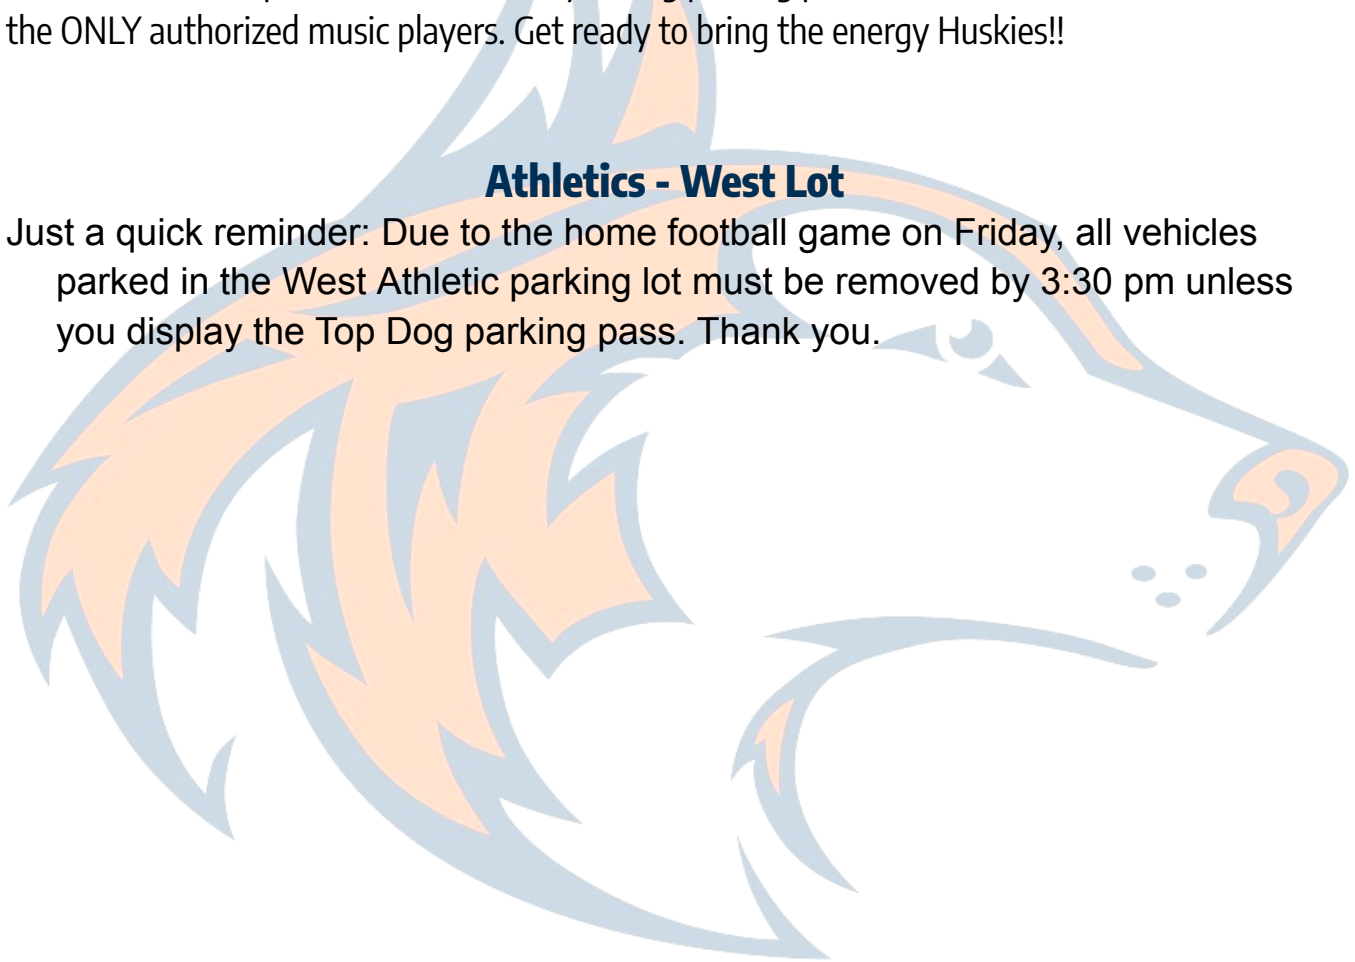 the ONLY authorized music players. Get ready to bring the energy Huskies!!
Athletics - West Lot
Just a quick reminder: Due to the home football game on Friday, all vehicles
parked in the West Athletic parking lot must be removed by 3:30 pm unless
you display the Top Dog parking pass. Thank you.